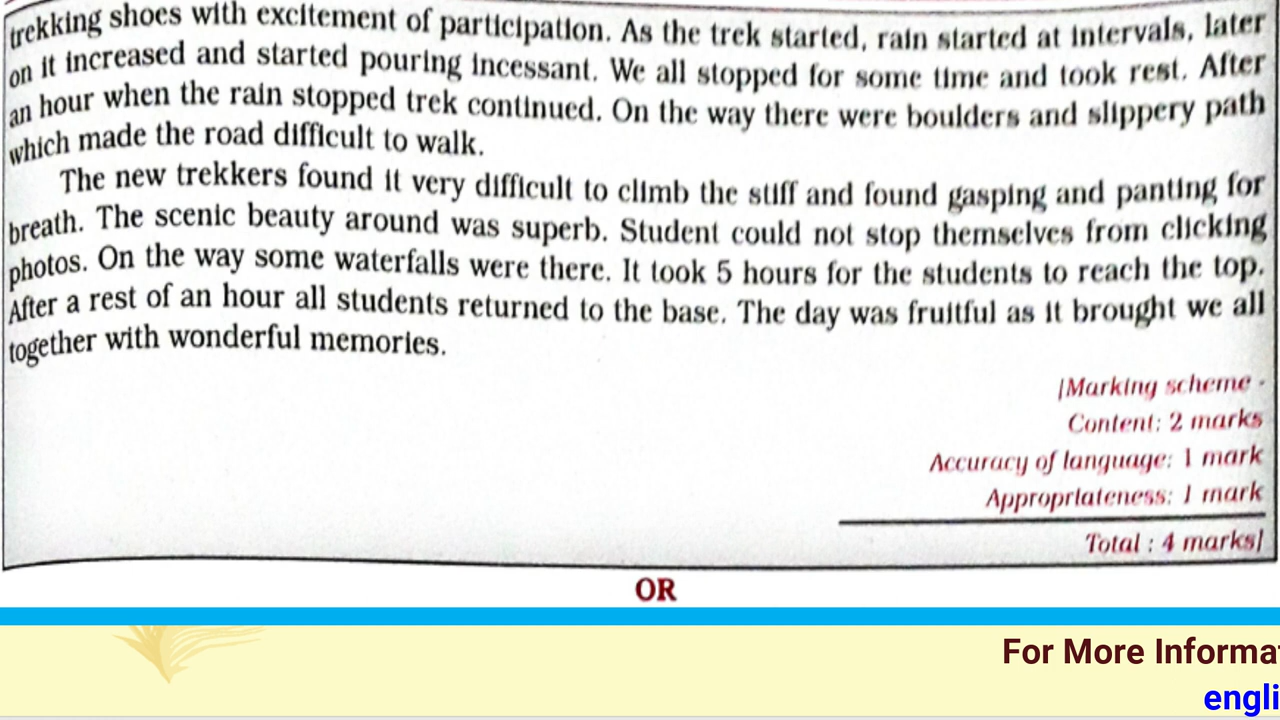 trekking shoes with excitement of participation. As the trek started, rain started at intervals, later
on it increased and started pouring incessant. We all stopped for some time and took rest. After
an hour when the rain stopped trek continued. On the way there were boulders and slippery path
which made the road difficult to walk.
The new trekkers found it very difficult to climb the stiff and found gasping and panting for
breath. The scenic beauty around was superb. Student could not stop themselves from clicking
photos. On the way some waterfalls were there. It took 5 hours for the students to reach the top.
After a rest of an hour all students returned to the base. The day was fruitful as it brought we all
together with wonderful memories.
[Marking scheme -
Content: 2 marks
Accuracy of language: 1 mark
Appropriateness: 1 mark
Total : 4 marks]
OR
For More Informa
engli